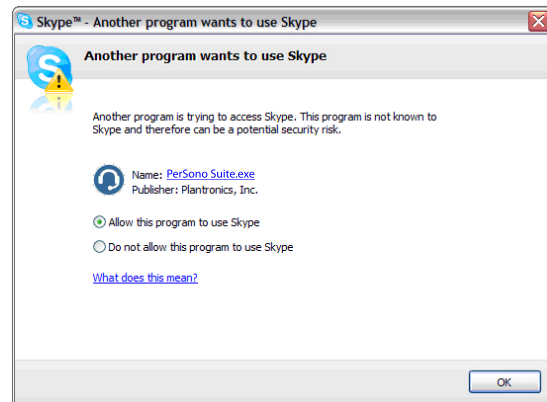 Skype™ - Another program wants to use Skype
Another program wants to use Skype
Another program is trying to access Skype. This program is not known to
Skype and therefore can be a potential security risk.
Name: PerSono Suite.exe
Publisher: Plantronics, Inc.
Allow this program to use Skype
Do not allow this program to use Skype
What does this mean?
OK